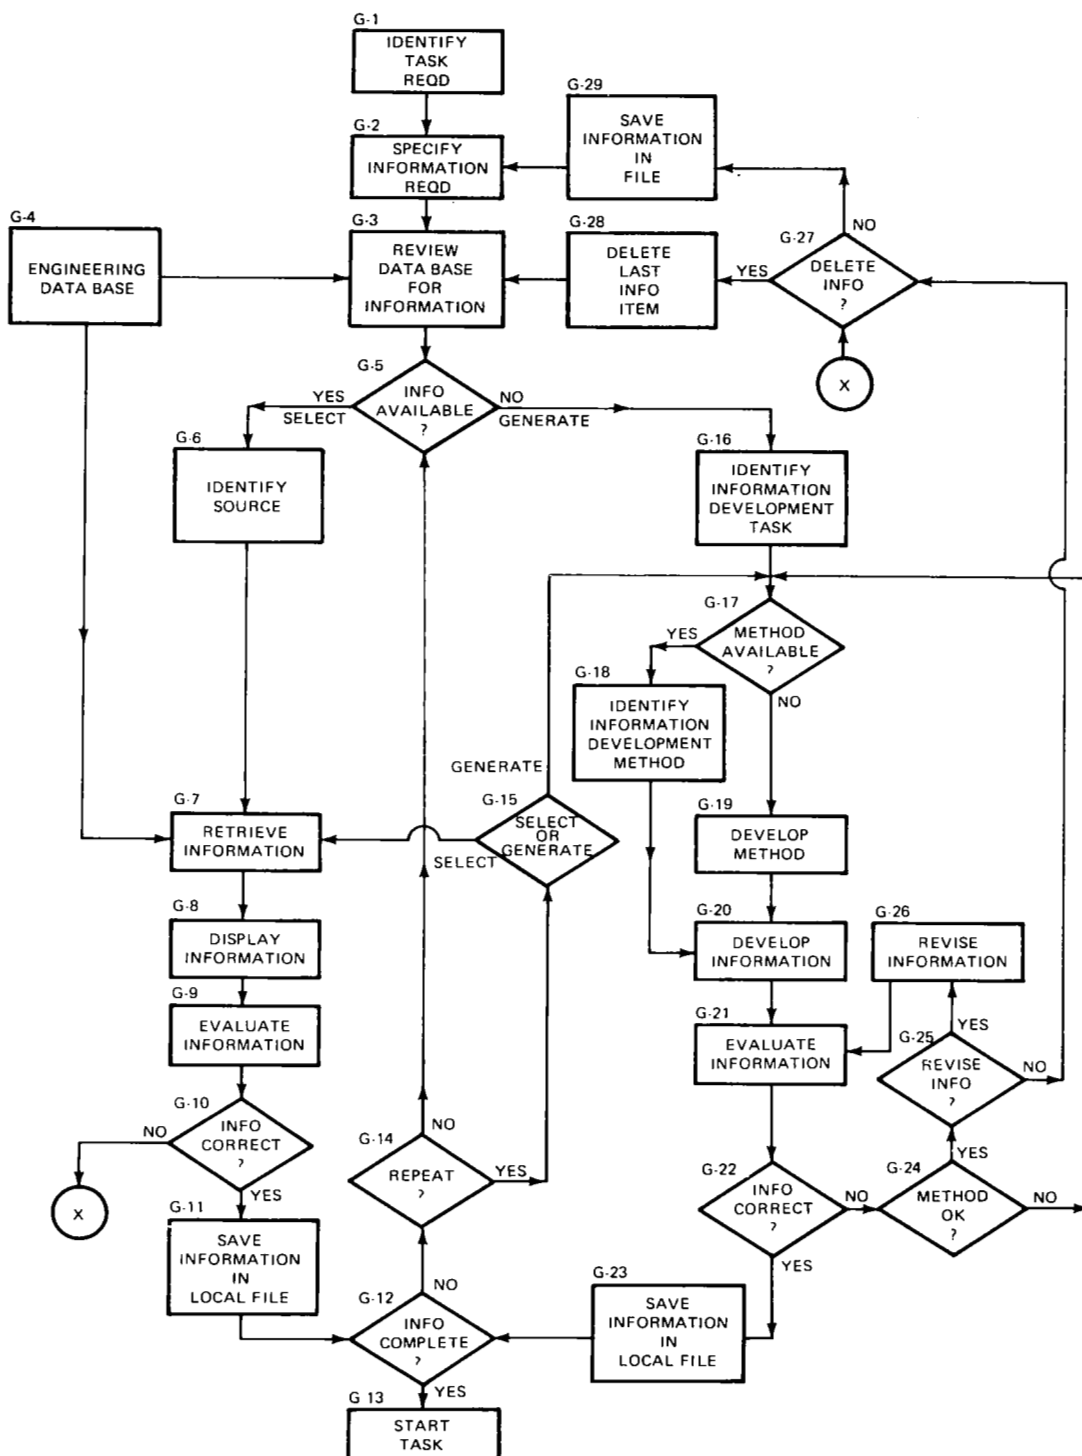 G-1
IDENTIFY
TASK
REQD
G-2
SPECIFY
INFORMATION
REQD
G-29
SAVE
INFORMATION
IN
FILE
G-3
REVIEW
DATA BASE
FOR
INFORMATION
G-4
ENGINEERING
DATA BASE
G-28
DELETE
LAST
INFO
ITEM
YES
G-27
NO
DELETE
INFO
?
X
G-5
INFO
AVAILABLE
?
YES
SELECT
NO
GENERATE
G-6
IDENTIFY
SOURCE
G-16
IDENTIFY
INFORMATION
DEVELOPMENT
TASK
G-17
METHOD
AVAILABLE
?
YES
NO
G-18
IDENTIFY
INFORMATION
DEVELOPMENT
METHOD
GENERATE
G-15
SELECT
OR
GENERATE
SELECT
G-7
RETRIEVE
INFORMATION
G-19
DEVELOP
METHOD
G-8
DISPLAY
INFORMATION
G-20
DEVELOP
INFORMATION
G-26
REVISE
INFORMATION
G-9
EVALUATE
INFORMATION
G-21
EVALUATE
INFORMATION
YES
G-25
REVISE
INFO
?
NO
G-10
INFO
CORRECT
?
NO
YES
X
G-14
NO
REPEAT
?
YES
G-22
INFO
CORRECT
?
NO
YES
G-24
YES
METHOD
OK
?
NO
G-11
SAVE
INFORMATION
IN
LOCAL FILE
G-12
NO
INFO
COMPLETE
?
YES
G-23
SAVE
INFORMATION
IN
LOCAL FILE
G 13
START
TASK